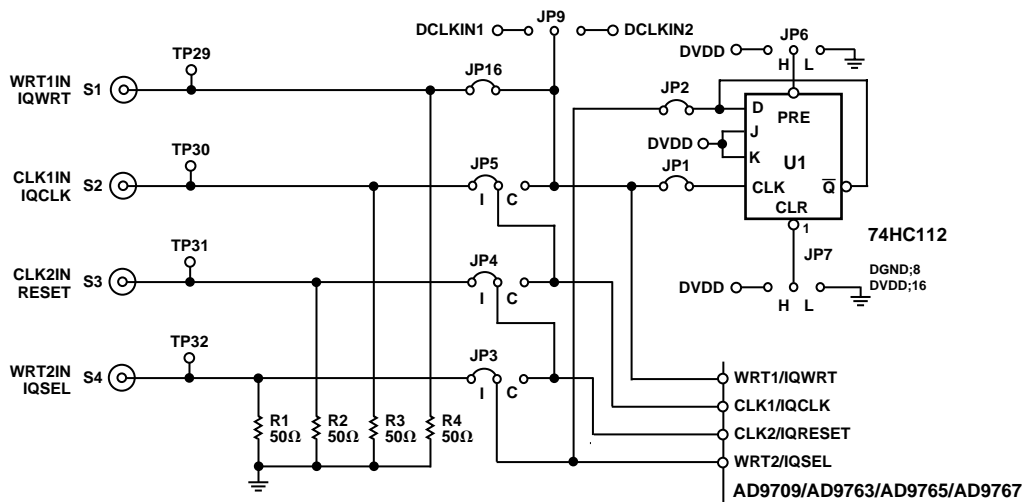 DCLKIN1
JP9
DCLKIN2
JP6
DVDD
H L
TP29
WRT1IN
IQWRT
S1
JP16
JP2
D
PRE
J
DVDD
K
U1
TP30
CLK1IN
IQCLK
S2
JP5
I
C
JP1
CLK
Q
CLR
1
74HC112
TP31
CLK2IN
RESET
S3
JP4
I
C
JP7
DGND;8
DVDD;16
DVDD
H L
TP32
WRT2IN
IQSEL
S4
JP3
I
C
WRT1/IQWRT
CLK1/IQCLK
CLK2/IQRESET
WRT2/IQSEL
R1
50Ω
R2
50Ω
R3
50Ω
R4
50Ω
AD9709/AD9763/AD9765/AD9767